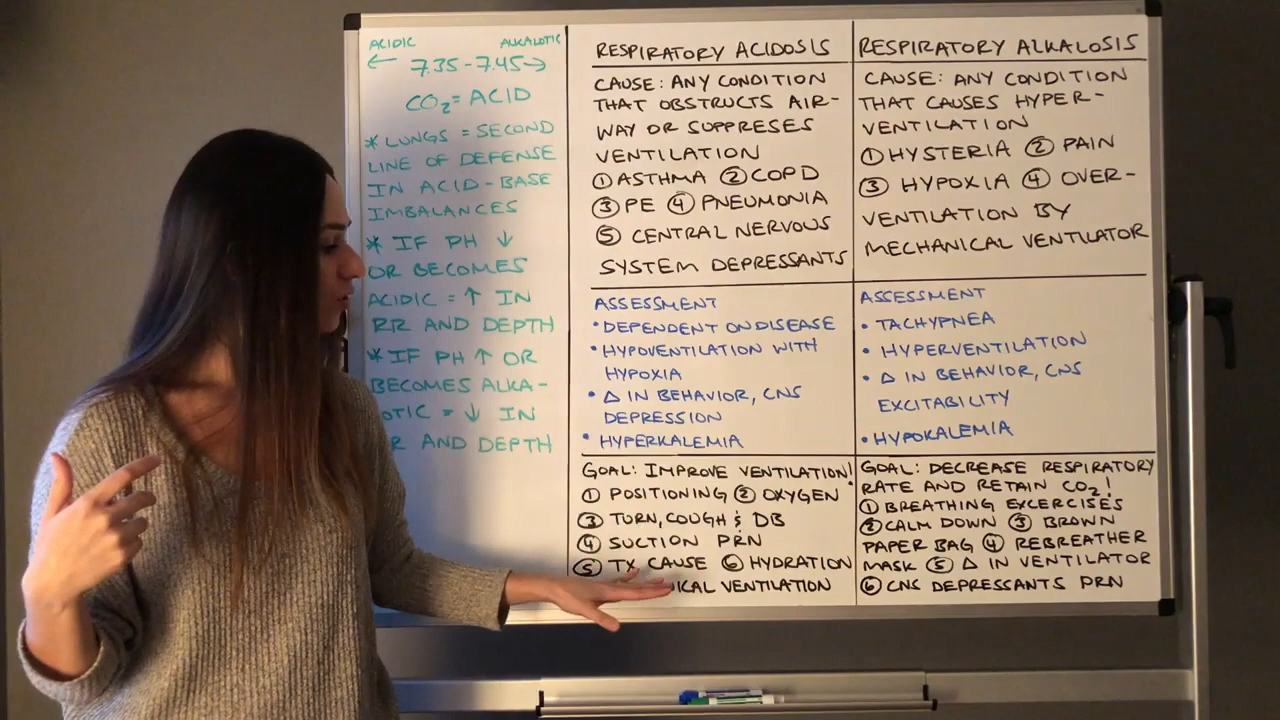 ACIDIC ALKALOTIC
← 7.35-7.45 →
CO₂ = ACID
* LUNGS = SECOND
LINE OF DEFENSE
IN ACID-BASE
IMBALANCES
* IF PH ↓
OR BECOMES
ACIDIC = ↑ IN
RR AND DEPTH
* IF PH ↑ OR
BECOMES ALKA-
OTIC = ↓ IN
R AND DEPTH
RESPIRATORY ACIDOSIS
CAUSE: ANY CONDITION
THAT OBSTRUCTS AIR-
WAY OR SUPPRESES
VENTILATION
① ASTHMA ② COPD
③ PE ④ PNEUMONIA
⑤ CENTRAL NERVOUS
SYSTEM DEPRESSANTS
ASSESSMENT
• DEPENDENT ON DISEASE
• HYPOVENTILATION WITH
HYPOXIA
• Δ IN BEHAVIOR, CNS
DEPRESSION
• HYPERKALEMIA
GOAL: IMPROVE VENTILATION!
① POSITIONING ② OXYGEN
③ TURN, COUGH & DB
④ SUCTION PRN
⑤ TX CAUSE ⑥ HYDRATION
ICAL VENTILATION
RESPIRATORY ALKALOSIS
CAUSE: ANY CONDITION
THAT CAUSES HYPER-
VENTILATION
① HYSTERIA ② PAIN
③ HYPOXIA ④ OVER-
VENTILATION BY
MECHANICAL VENTILATOR
ASSESSMENT
• TACHYPNEA
• HYPERVENTILATION
• Δ IN BEHAVIOR, CNS
EXCITABILITY
• HYPOKALEMIA
GOAL: DECREASE RESPIRATORY
RATE AND RETAIN CO₂!
① BREATHING EXCERCISES
② CALM DOWN ③ BROWN
PAPER BAG ④ REBREATHER
MASK ⑤ Δ IN VENTILATOR
⑥ CNS DEPRESSANTS PRN